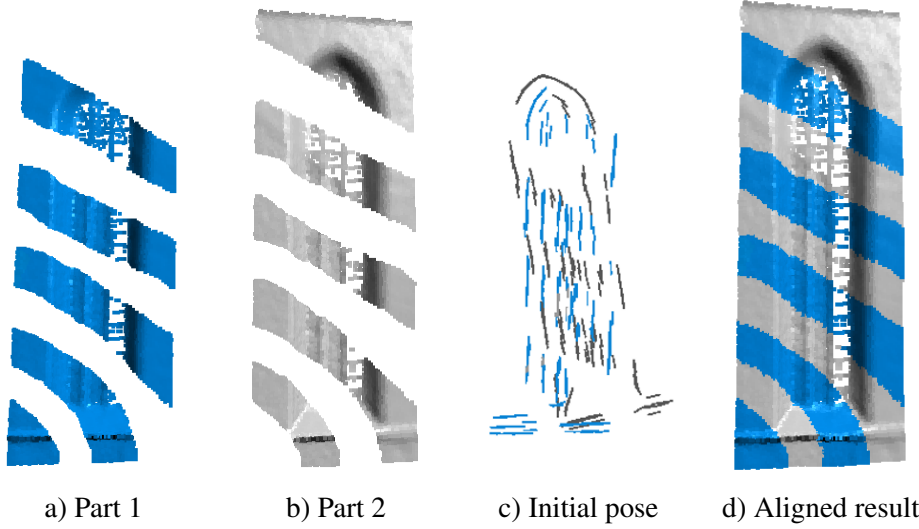 a) Part 1
b) Part 2
c) Initial pose
d) Aligned result